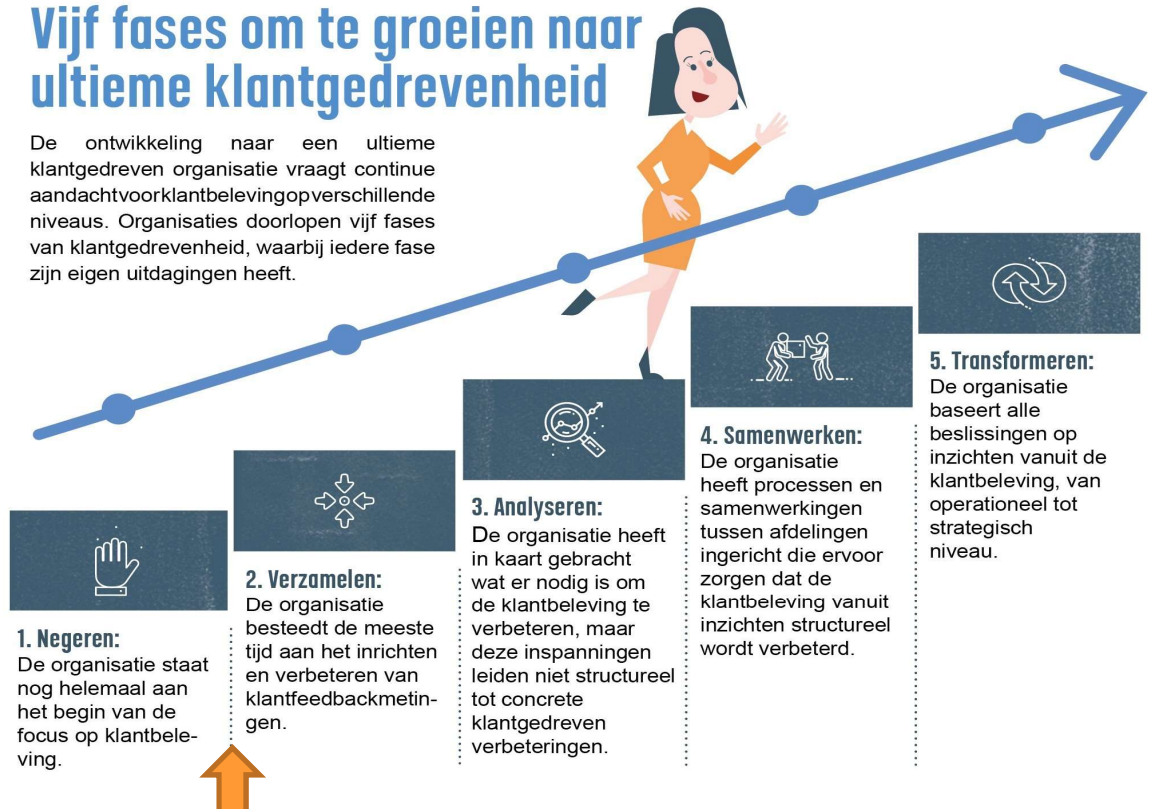 Vijf fases om te groeien naar
ultieme klantgedrevenheid
De ontwikkeling naar een ultieme
klantgedreven organisatie vraagt continue
aandachtvoorklantbelevingopverschillende
niveaus. Organisaties doorlopen vijf fases
van klantgedrevenheid, waarbij iedere fase
zijn eigen uitdagingen heeft.
1. Negeren:
De organisatie staat
nog helemaal aan
het begin van de
focus op klantbele-
ving.
2. Verzamelen:
De organisatie
besteedt de meeste
tijd aan het inrichten
en verbeteren van
klantfeedbackmetin-
gen.
3. Analyseren:
De organisatie heeft
in kaart gebracht
wat er nodig is om
de klantbeleving te
verbeteren, maar
deze inspanningen
leiden niet structureel
tot concrete
klantgedreven
verbeteringen.
4. Samenwerken:
De organisatie
heeft processen en
samenwerkingen
tussen afdelingen
ingericht die ervoor
zorgen dat de
klantbeleving vanuit
inzichten structureel
wordt verbeterd.
5. Transformeren:
De organisatie
baseert alle
beslissingen op
inzichten vanuit de
klantbeleving, van
operationeel tot
strategisch
niveau.